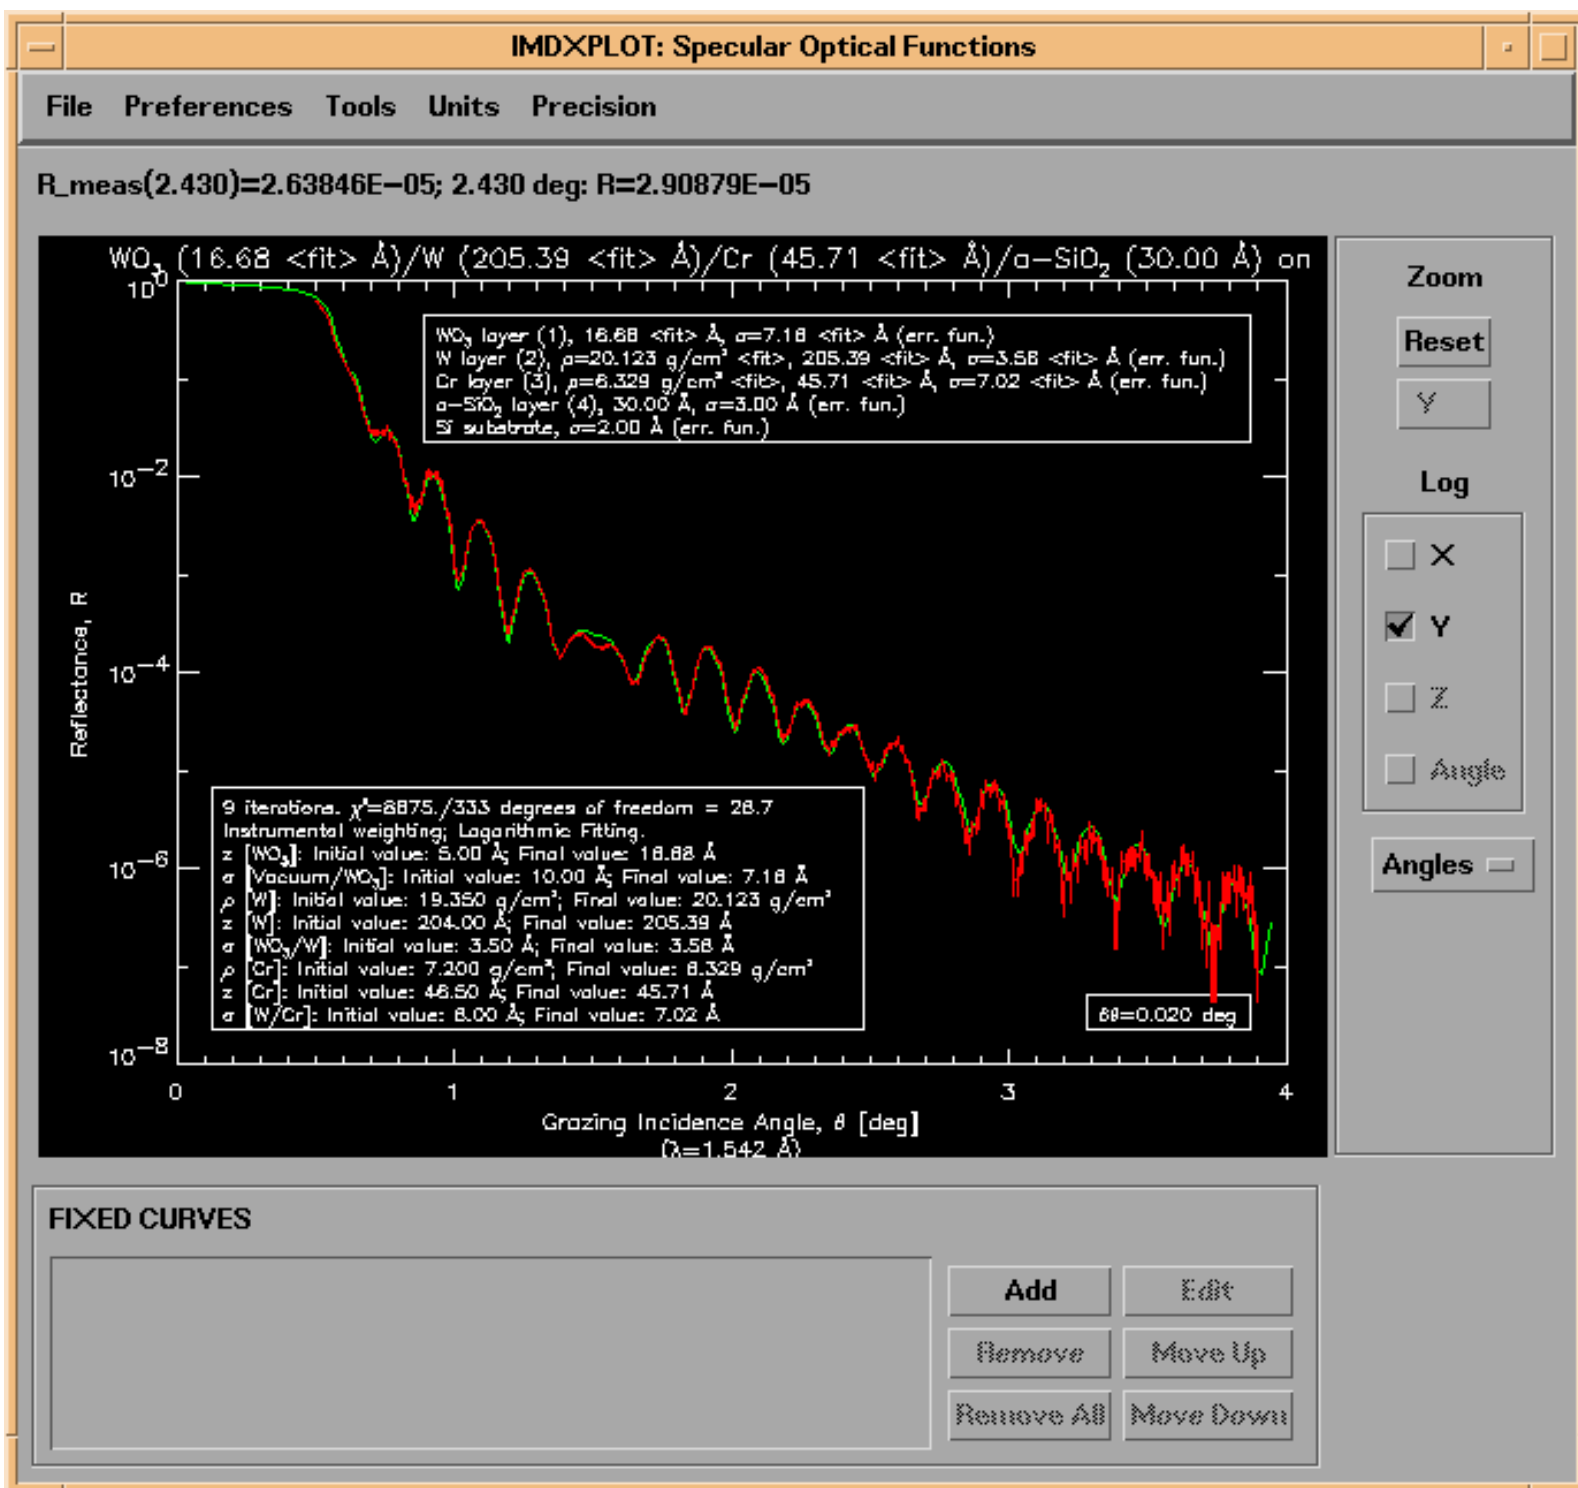 IMDXPLOT: Specular Optical Functions
File Preferences Tools Units Precision
R_meas(2.430)=2.63846E−05; 2.430 deg: R=2.90879E−05
WO₃ (16.68 <fit> Å)/W (205.39 <fit> Å)/Cr (45.71 <fit> Å)/a−SiO₂ (30.00 Å) on
WO₃ layer (1), 16.68 <fit> Å, σ=7.16 <fit> Å (err. fun.)
W layer (2), ρ=20.123 g/cm³ <fit>, 205.39 <fit> Å, σ=3.56 <fit> Å (err. fun.)
Cr layer (3), ρ=6.329 g/cm³ <fit>, 45.71 <fit> Å, σ=7.02 <fit> Å (err. fun.)
a−SiO₂ layer (4), 30.00 Å, σ=3.00 Å (err. fun.)
Si substrate, σ=2.00 Å (err. fun.)
10⁰
10⁻²
10⁻⁴
10⁻⁶
10⁻⁸
Reflectance, R
9 iterations. χ²=8875./333 degrees of freedom = 26.7
Instrumental weighting; Logarithmic Fitting.
z [WO₃]: Initial value: 5.00 Å; Final value: 16.68 Å
σ [Vacuum/WO₃]: Initial value: 10.00 Å; Final value: 7.16 Å
ρ [W]: Initial value: 19.350 g/cm³; Final value: 20.123 g/cm³
z [W]: Initial value: 204.00 Å; Final value: 205.39 Å
σ [WO₃/W]: Initial value: 3.50 Å; Final value: 3.56 Å
ρ [Cr]: Initial value: 7.200 g/cm³; Final value: 6.329 g/cm³
z [Cr]: Initial value: 46.50 Å; Final value: 45.71 Å
σ [W/Cr]: Initial value: 6.00 Å; Final value: 7.02 Å
δθ=0.020 deg
0 1 2 3 4
Grazing Incidence Angle, θ [deg]
(λ=1.542 Å)
Zoom
Reset
Y
Log
X
Y
Z
Angle
Angles
FIXED CURVES
Add Edit
Remove Move Up
Remove All Move Down